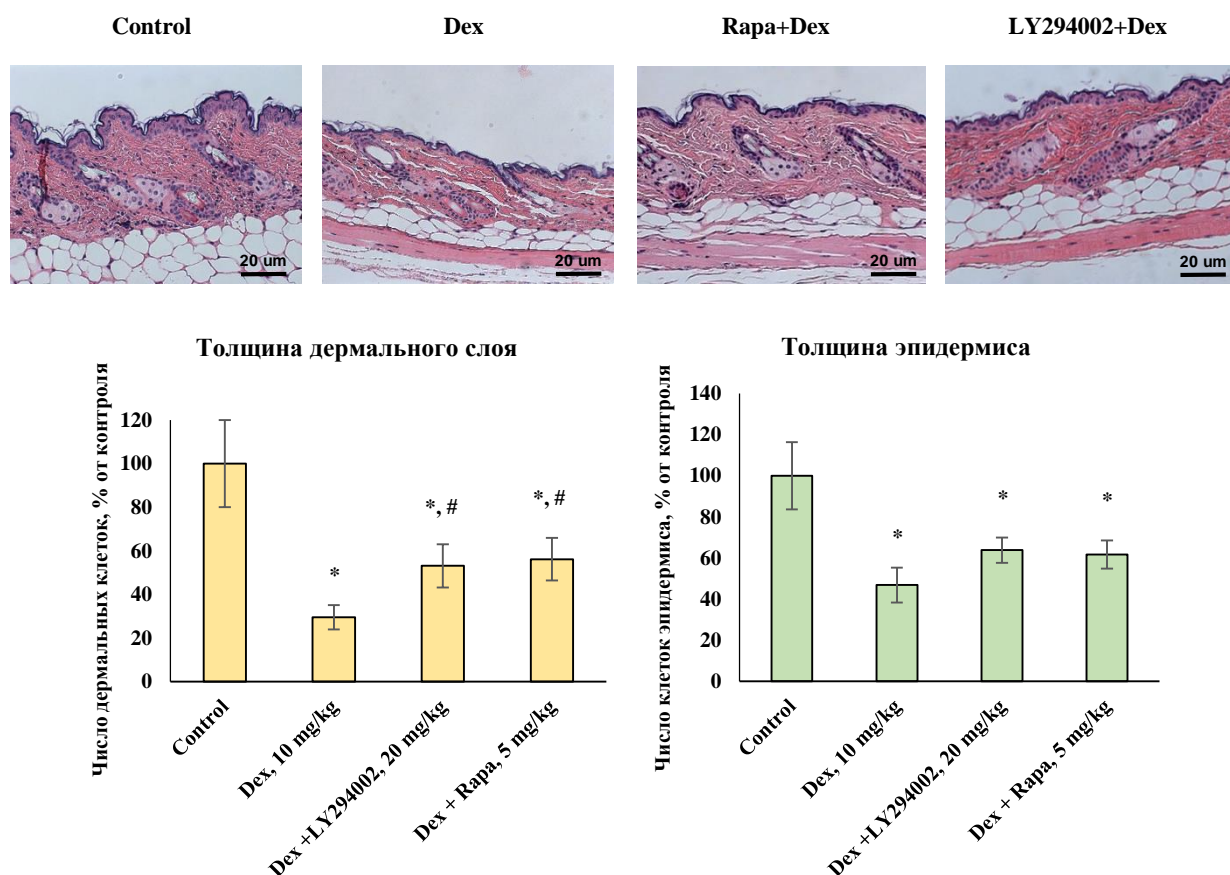 Control
Dex
Rapa+Dex
LY294002+Dex
20 um
20 um
20 um
20 um
Толщина дермального слоя
Число дермальных клеток, % от контроля
120
100
80
60
40
20
0
*
*, #
*, #
Control
Dex, 10 mg/kg
Dex +LY294002, 20 mg/kg
Dex + Rapa, 5 mg/kg
Толщина эпидермиса
Число клеток эпидермиса, % от контроля
140
120
100
80
60
40
20
0
*
*
*
Control
Dex, 10 mg/kg
Dex +LY294002, 20 mg/kg
Dex + Rapa, 5 mg/kg